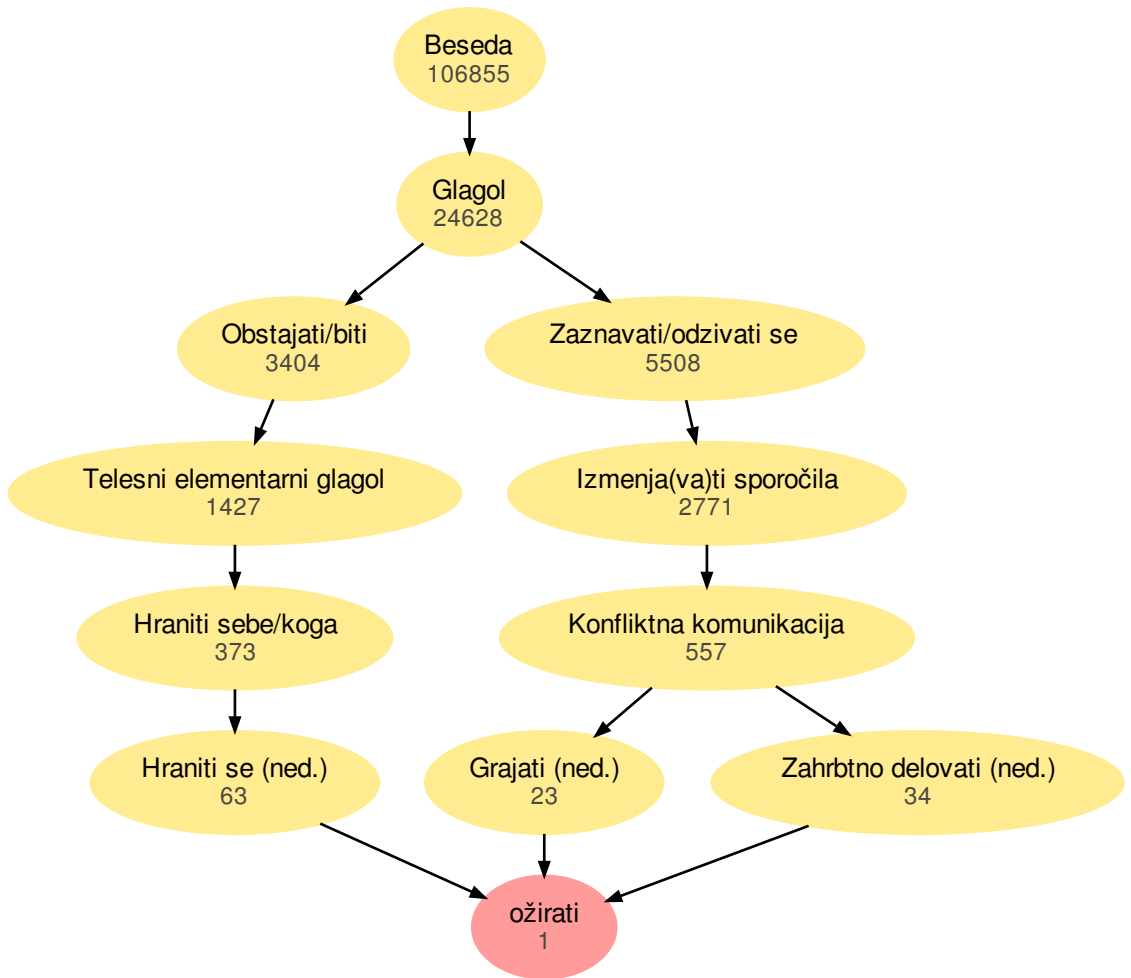 Beseda
106855
Glagol
24628
Obstajati/biti
3404
Zaznavati/odzivati se
5508
Telesni elementarni glagol
1427
Izmenja(va)ti sporočila
2771
Hraniti sebe/koga
373
Konfliktna komunikacija
557
Hraniti se (ned.)
63
Grajati (ned.)
23
Zahrbtno delovati (ned.)
34
ožirati
1